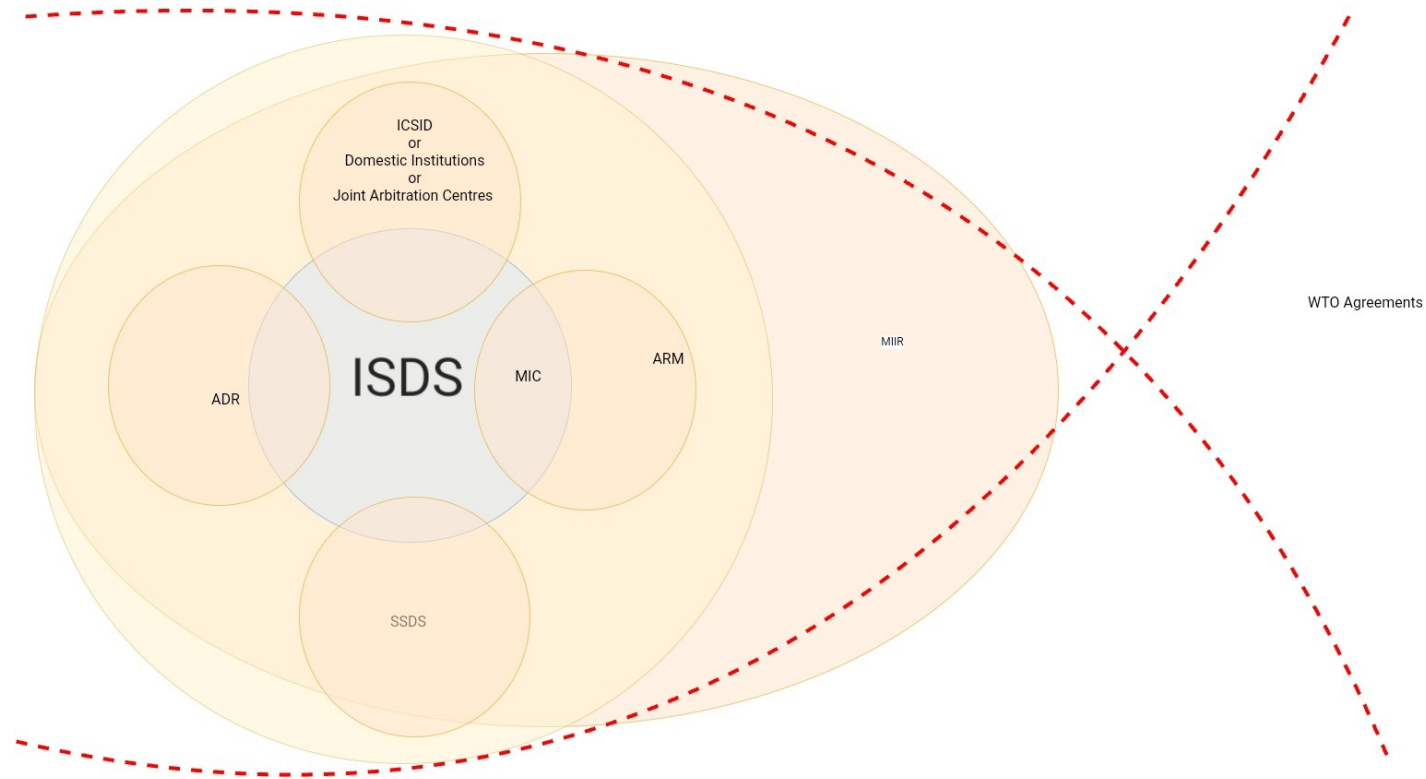 ICSID
or
Domestic Institutions
or
Joint Arbitration Centres
WTO Agreements
MIIR
ARM
ISDS
MIC
ADR
SSDS